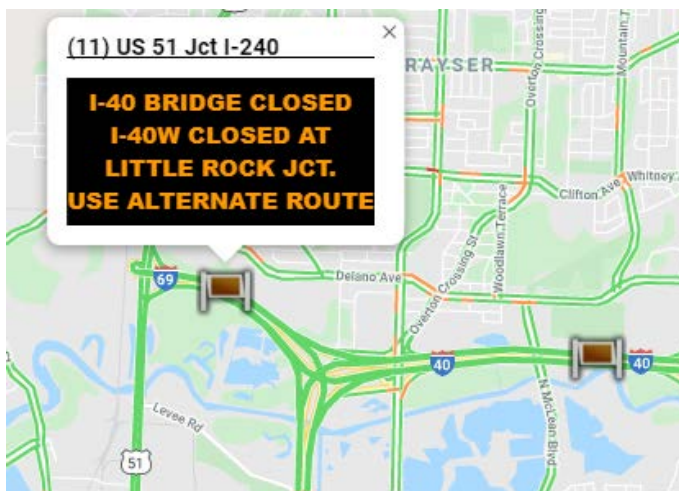 (11) US 51 Jct I-240
×
I-40 BRIDGE CLOSED
I-40W CLOSED AT
LITTLE ROCK JCT.
USE ALTERNATE ROUTE
RAYSER
Overton Crossing
Mountain T
Whitney
Clifton Ave
Woodlawn Terrace
Overton Crossing St
Delano Ave
69
40
40
N McLean Blvd
Levee Rd
51